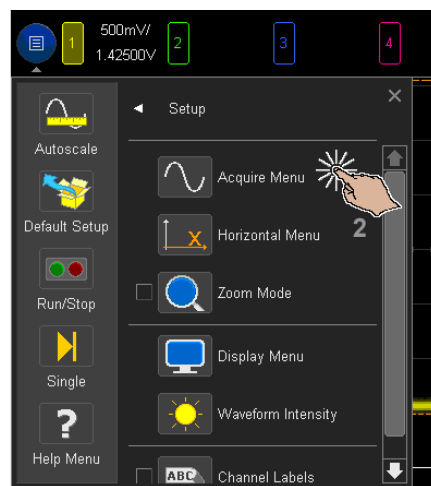 1
500mV/
1.42500V
2
3
4
Setup
Autoscale
Acquire Menu
2
Default Setup
X
Horizontal Menu
Zoom Mode
Run/Stop
Display Menu
Single
Waveform Intensity
?
Help Menu
ABC
Channel Labels